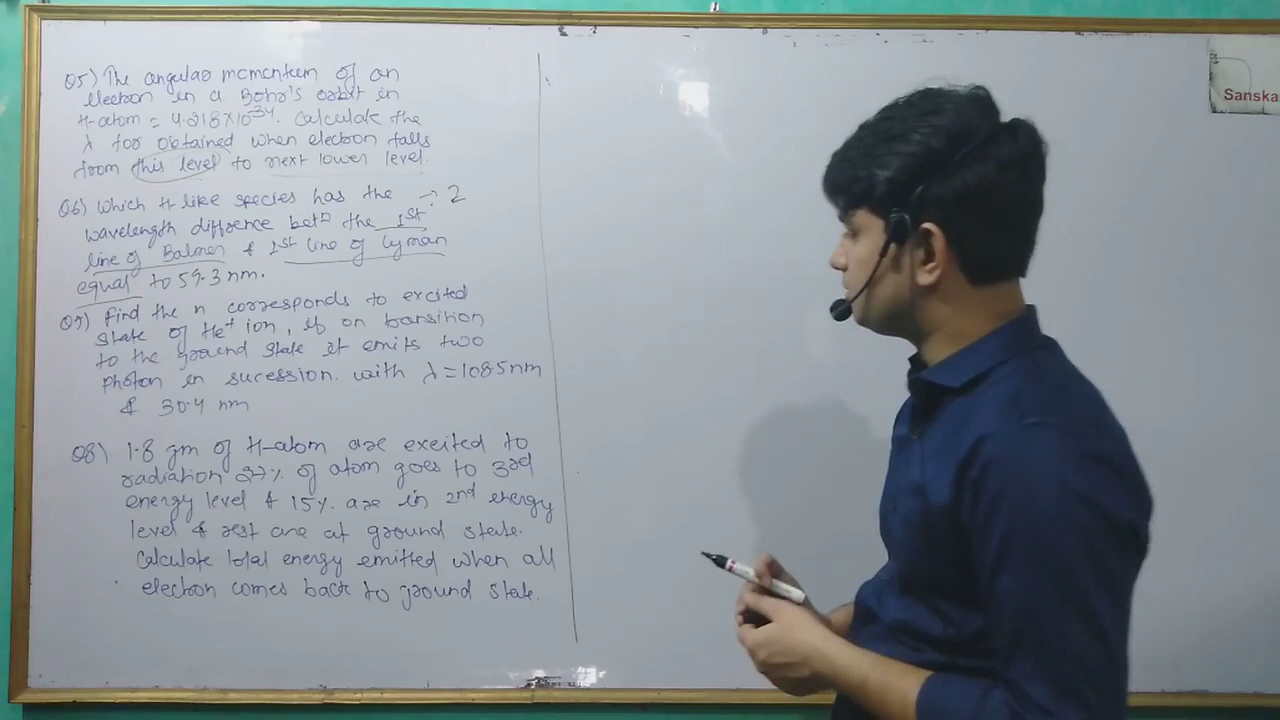 Q5) The angular momentum of an
electron in a Bohr's orbit in
H-atom = 4.218×10⁻³⁴. Calculate the
λ for obtained when electron falls
from this level to next lower level.
Q6) Which H like species has the → 2
wavelength diffrence betⁿ the 1st
line of Balmer & 1st line of Lyman
equal to 59.3 nm.
Q7) Find the n corresponds to excited
state of He⁺ ion, if on transition
to the ground state it emits two
photon in sucession. with λ = 108.5 nm
& 30.4 nm
Q8) 1.8 gm of H-atom are excited to
radiation 27% of atom goes to 3rd
energy level & 15% are in 2nd energy
level & rest are at ground state.
Calculate total energy emitted when all
electron comes back to ground state.
Sanska